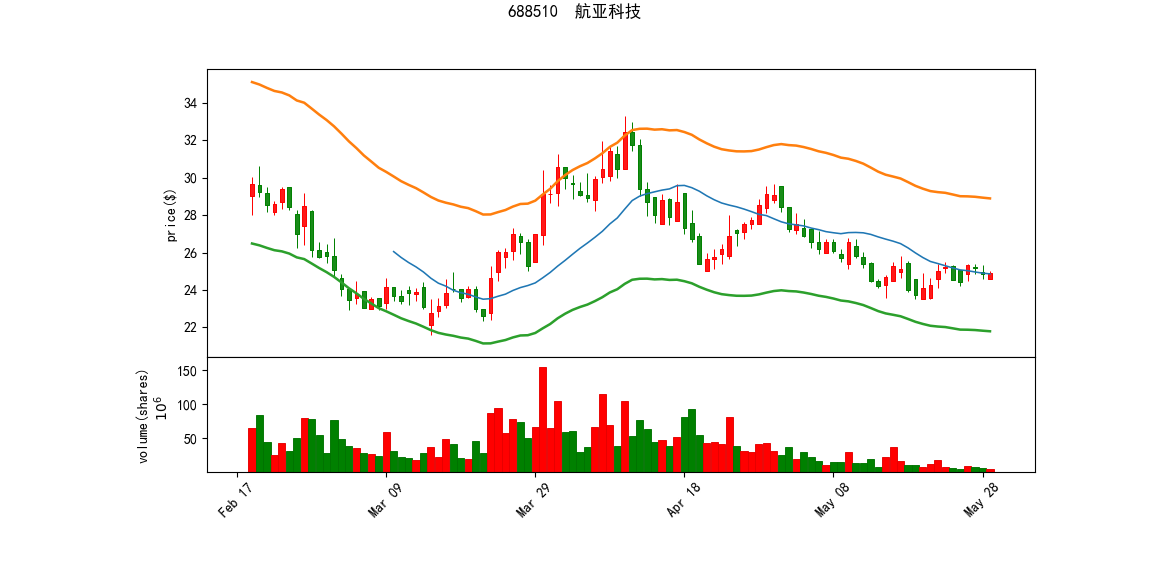 688510  航亚科技
price($)
34
32
30
28
26
24
22
volume(shares)
10^6
150
100
50
Feb 17
Mar 09
Mar 29
Apr 18
May 08
May 28